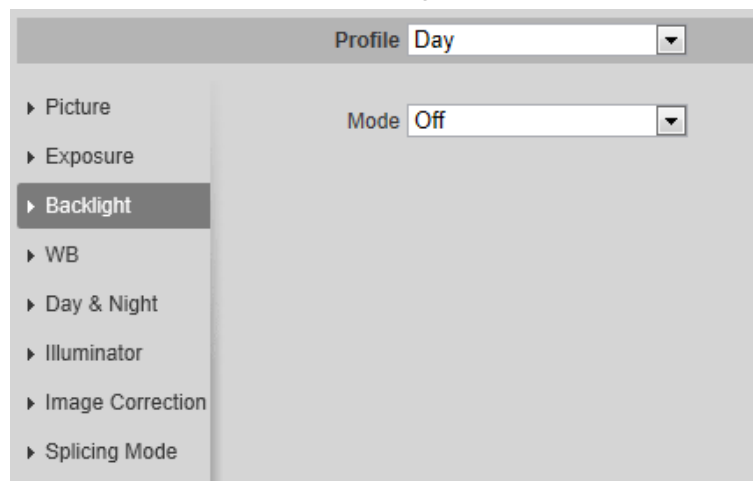 Profile Day
Picture
Mode Off
Exposure
Backlight
WB
Day & Night
Illuminator
Image Correction
Splicing Mode